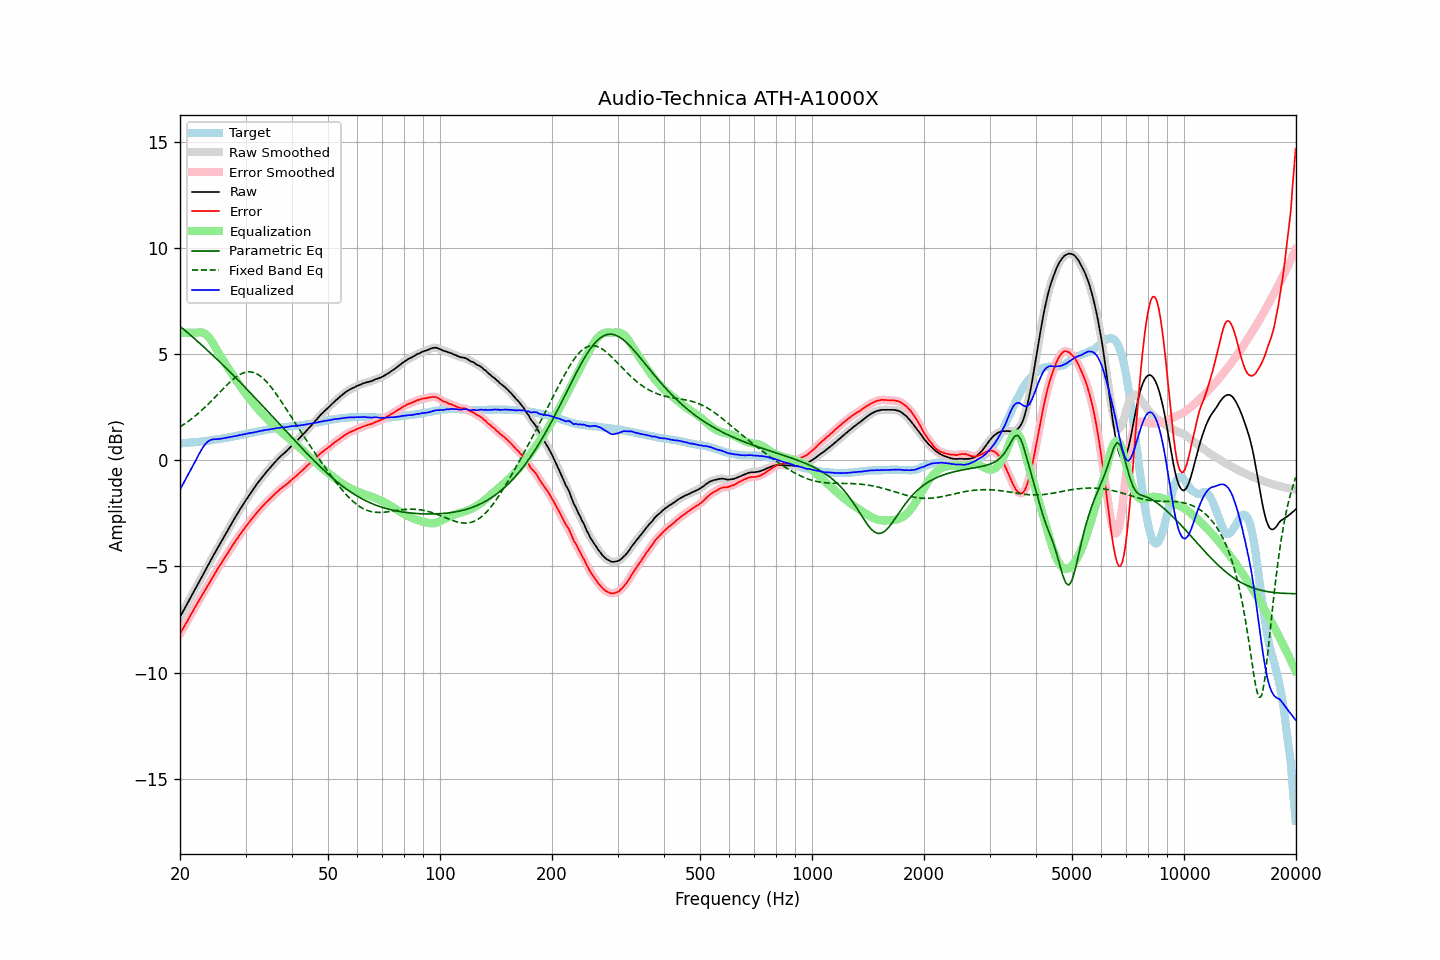 Audio-Technica ATH-A1000X
Target
Raw Smoothed
Error Smoothed
Raw
Error
Equalization
Parametric Eq
Fixed Band Eq
Equalized
15
10
5
0
−5
−10
−15
Amplitude (dBr)
20
50
100
200
500
1000
2000
5000
10000
20000
Frequency (Hz)